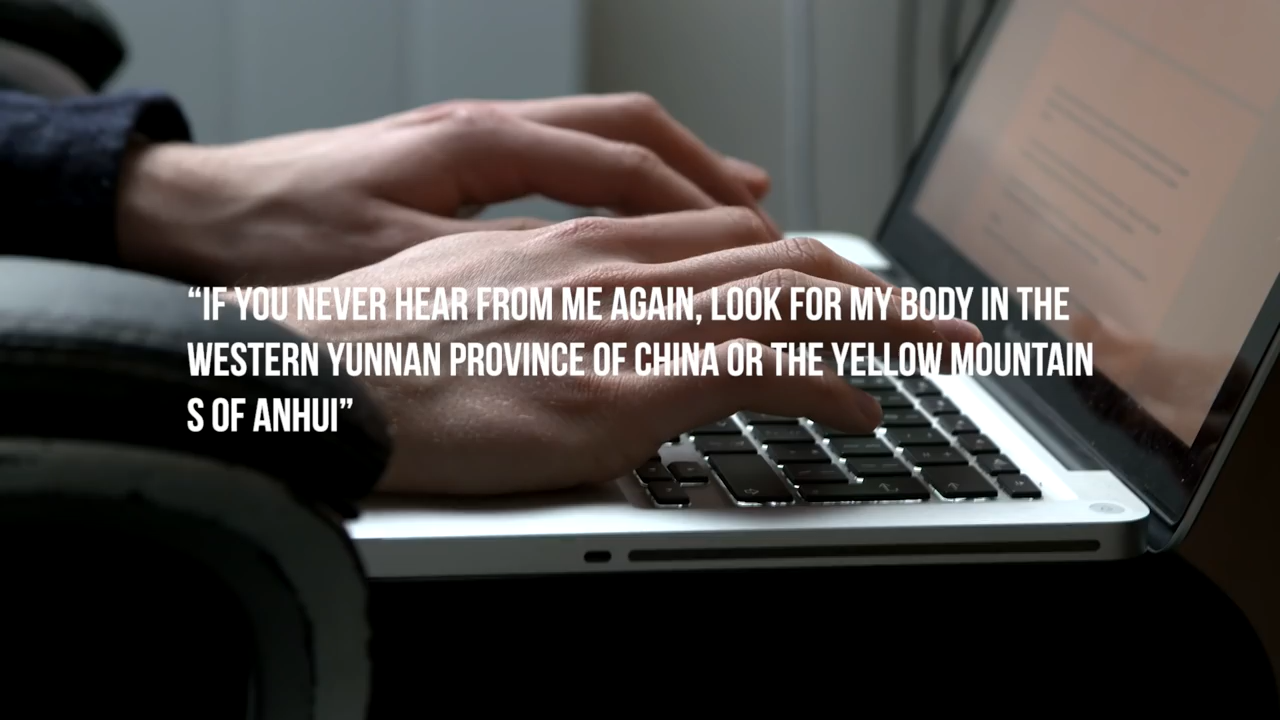 “IF YOU NEVER HEAR FROM ME AGAIN, LOOK FOR MY BODY IN THE
WESTERN YUNNAN PROVINCE OF CHINA OR THE YELLOW MOUNTAIN
S OF ANHUI”